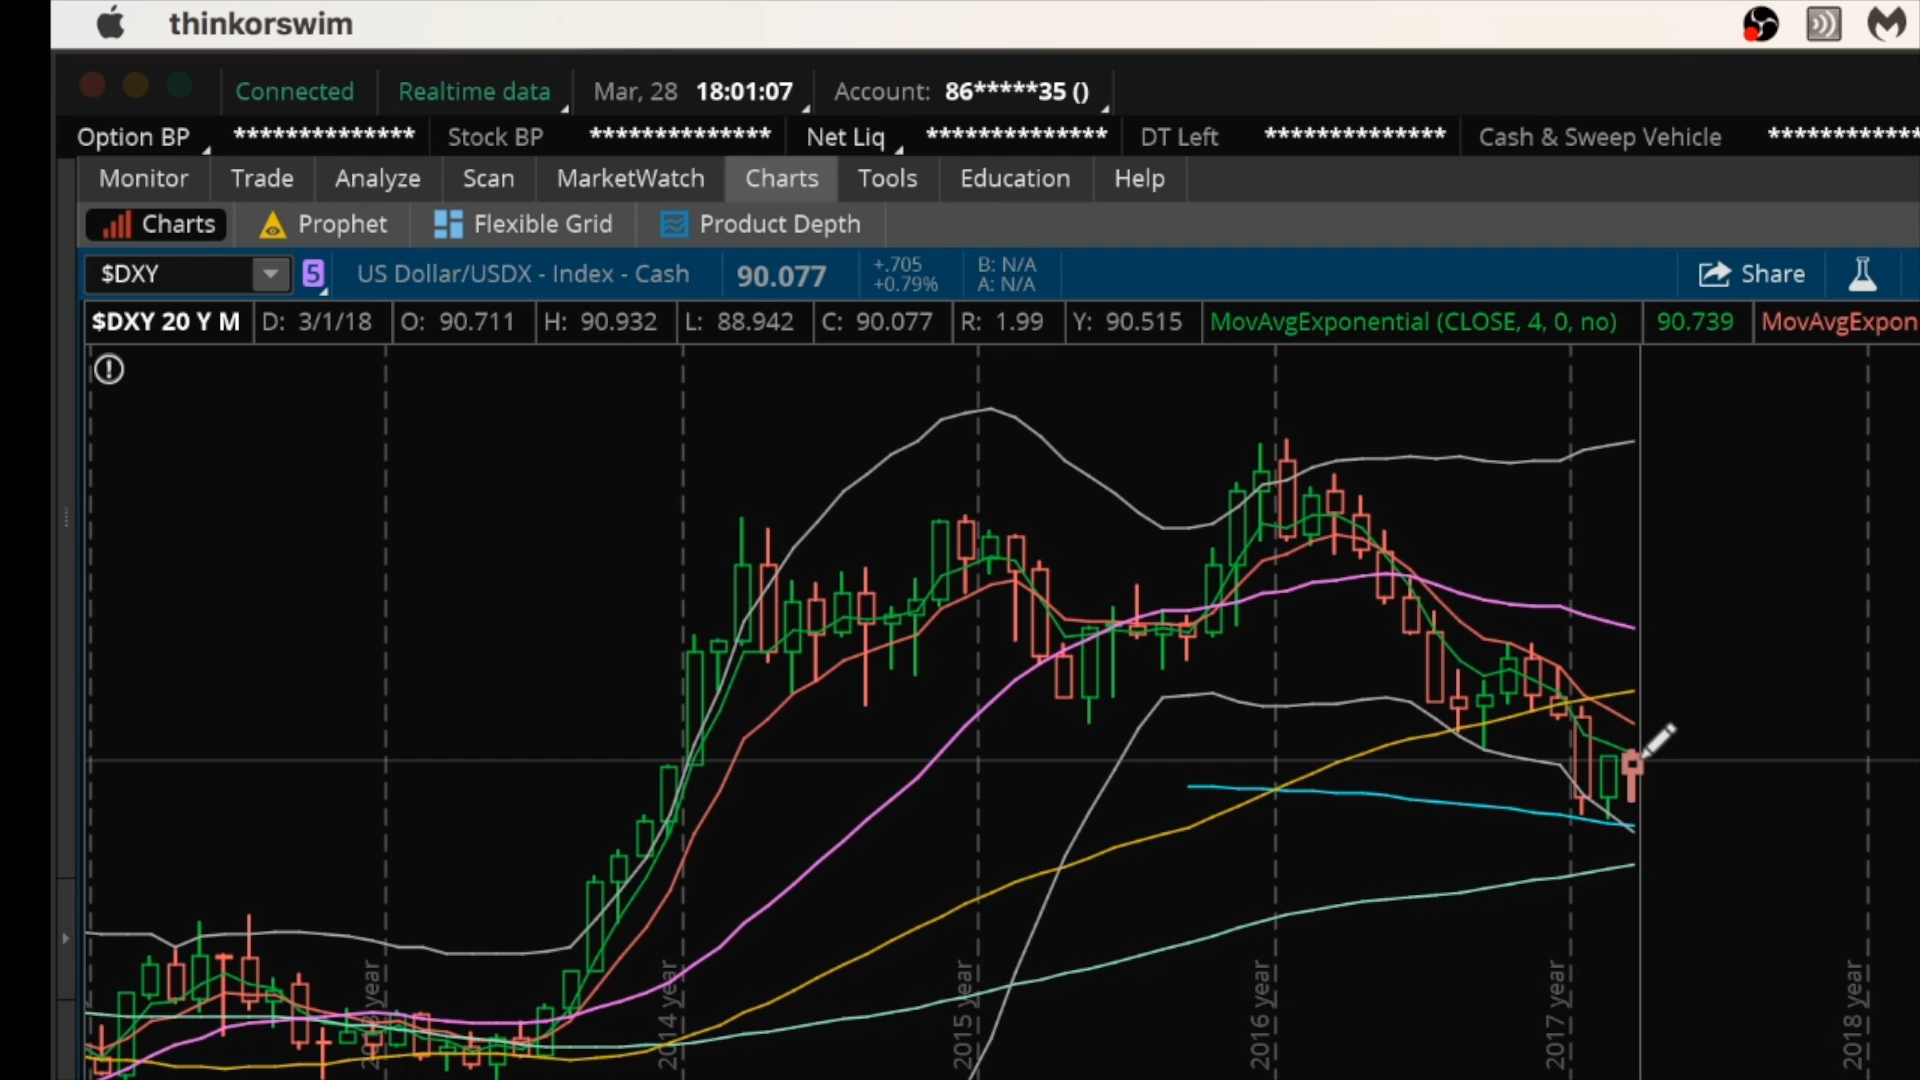 thinkorswim
Connected Realtime data Mar, 28 18:01:07 Account: 86*****35 ()
Option BP ************** Stock BP ************** Net Liq ************** DT Left ************** Cash & Sweep Vehicle ************
Monitor Trade Analyze Scan MarketWatch Charts Tools Education Help
Charts Prophet Flexible Grid Product Depth
$DXY 5 US Dollar/USDX - Index - Cash 90.077 +.705 +0.79% B: N/A A: N/A Share
$DXY 20 Y M D: 3/1/18 O: 90.711 H: 90.932 L: 88.942 C: 90.077 R: 1.99 Y: 90.515 MovAvgExponential (CLOSE, 4, 0, no) 90.739 MovAvgExpon
2014 year 2015 year 2016 year 2017 year 2018 year